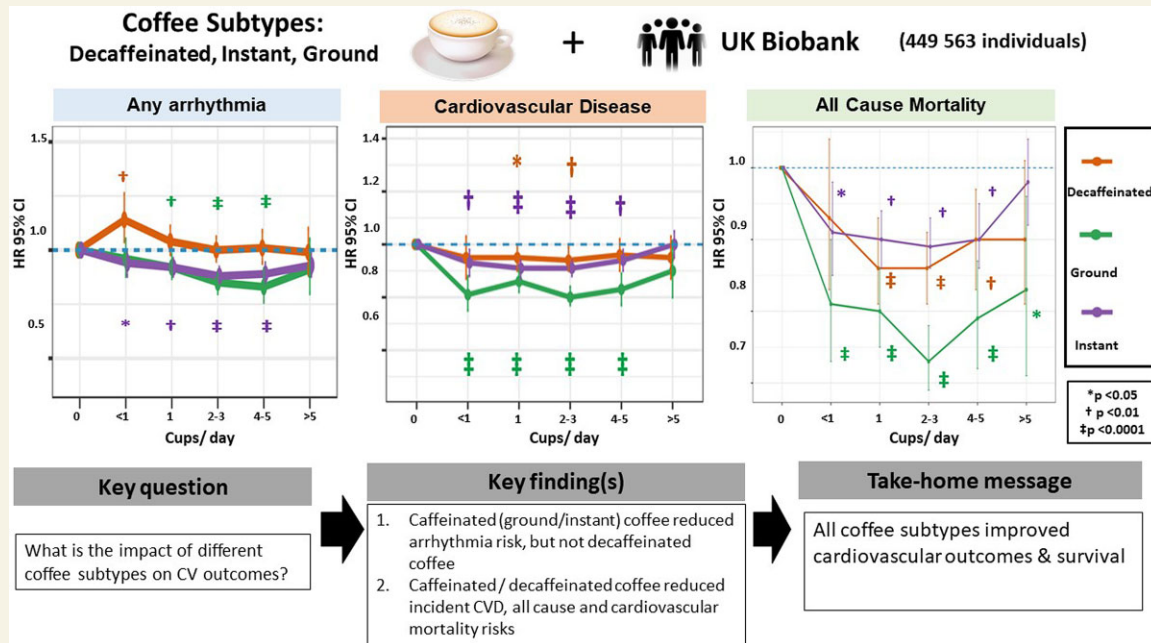 Coffee Subtypes:
Decaffeinated, Instant, Ground
+
UK Biobank (449 563 individuals)
Any arrhythmia
HR 95% CI
1.5
1.0
0.5
†
†
‡
‡
*
†
‡
‡
0
<1
1
2-3
4-5
>5
Cups/ day
Cardiovascular Disease
HR 95% CI
1.4
1.2
1.0
0.8
0.6
*
†
†
‡
‡
†
‡
‡
‡
‡
0
<1
1
2-3
4-5
>5
Cups/ day
All Cause Mortality
HR 95% CI
1.0
0.9
0.8
0.7
*
†
†
†
‡
‡
†
‡
‡
‡
‡
*
0
<1
1
2-3
4-5
>5
Cups/ day
Decaffeinated
Ground
Instant
*p <0.05
† p <0.01
‡p <0.0001
Key question
What is the impact of different
coffee subtypes on CV outcomes?
Key finding(s)
1. Caffeinated (ground/instant) coffee reduced
arrhythmia risk, but not decaffeinated
coffee
2. Caffeinated / decaffeinated coffee reduced
incident CVD, all cause and cardiovascular
mortality risks
Take-home message
All coffee subtypes improved
cardiovascular outcomes & survival